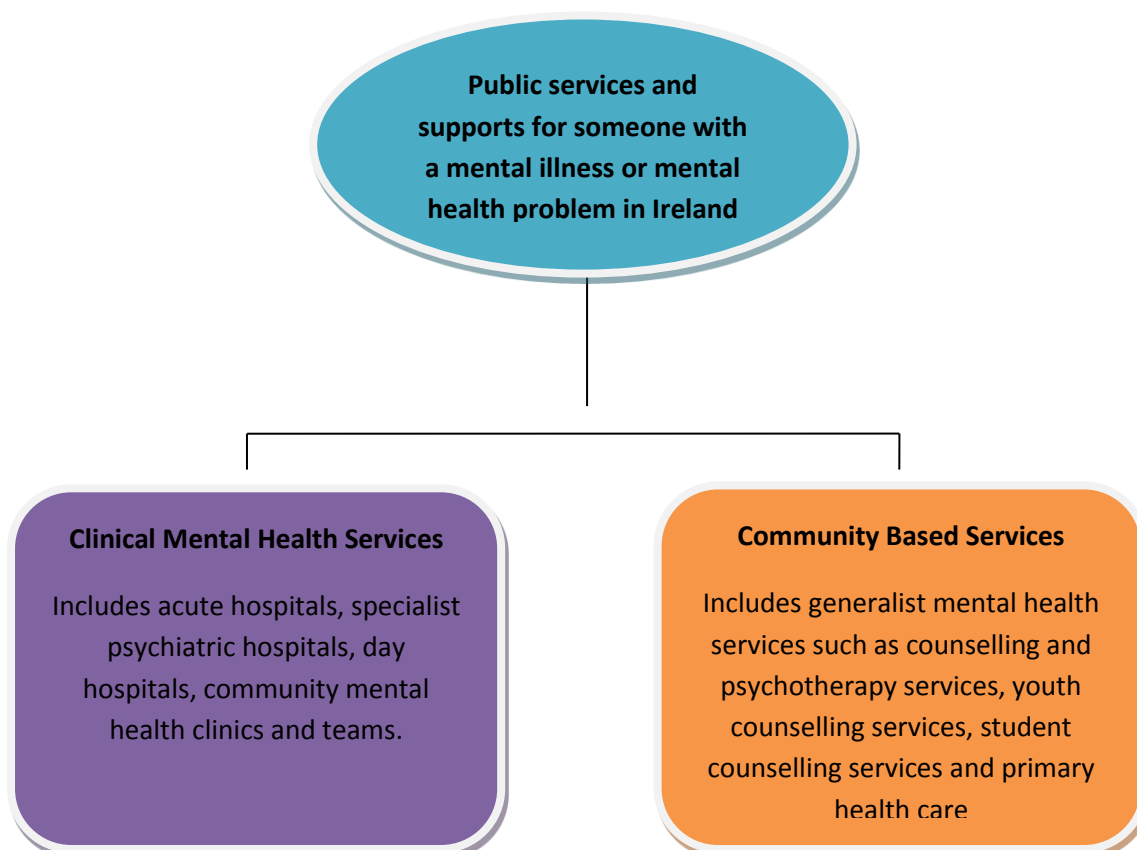 Public services and
supports for someone with
a mental illness or mental
health problem in Ireland
Clinical Mental Health Services
Includes acute hospitals, specialist
psychiatric hospitals, day
hospitals, community mental
health clinics and teams.
Community Based Services
Includes generalist mental health
services such as counselling and
psychotherapy services, youth
counselling services, student
counselling services and primary
health care